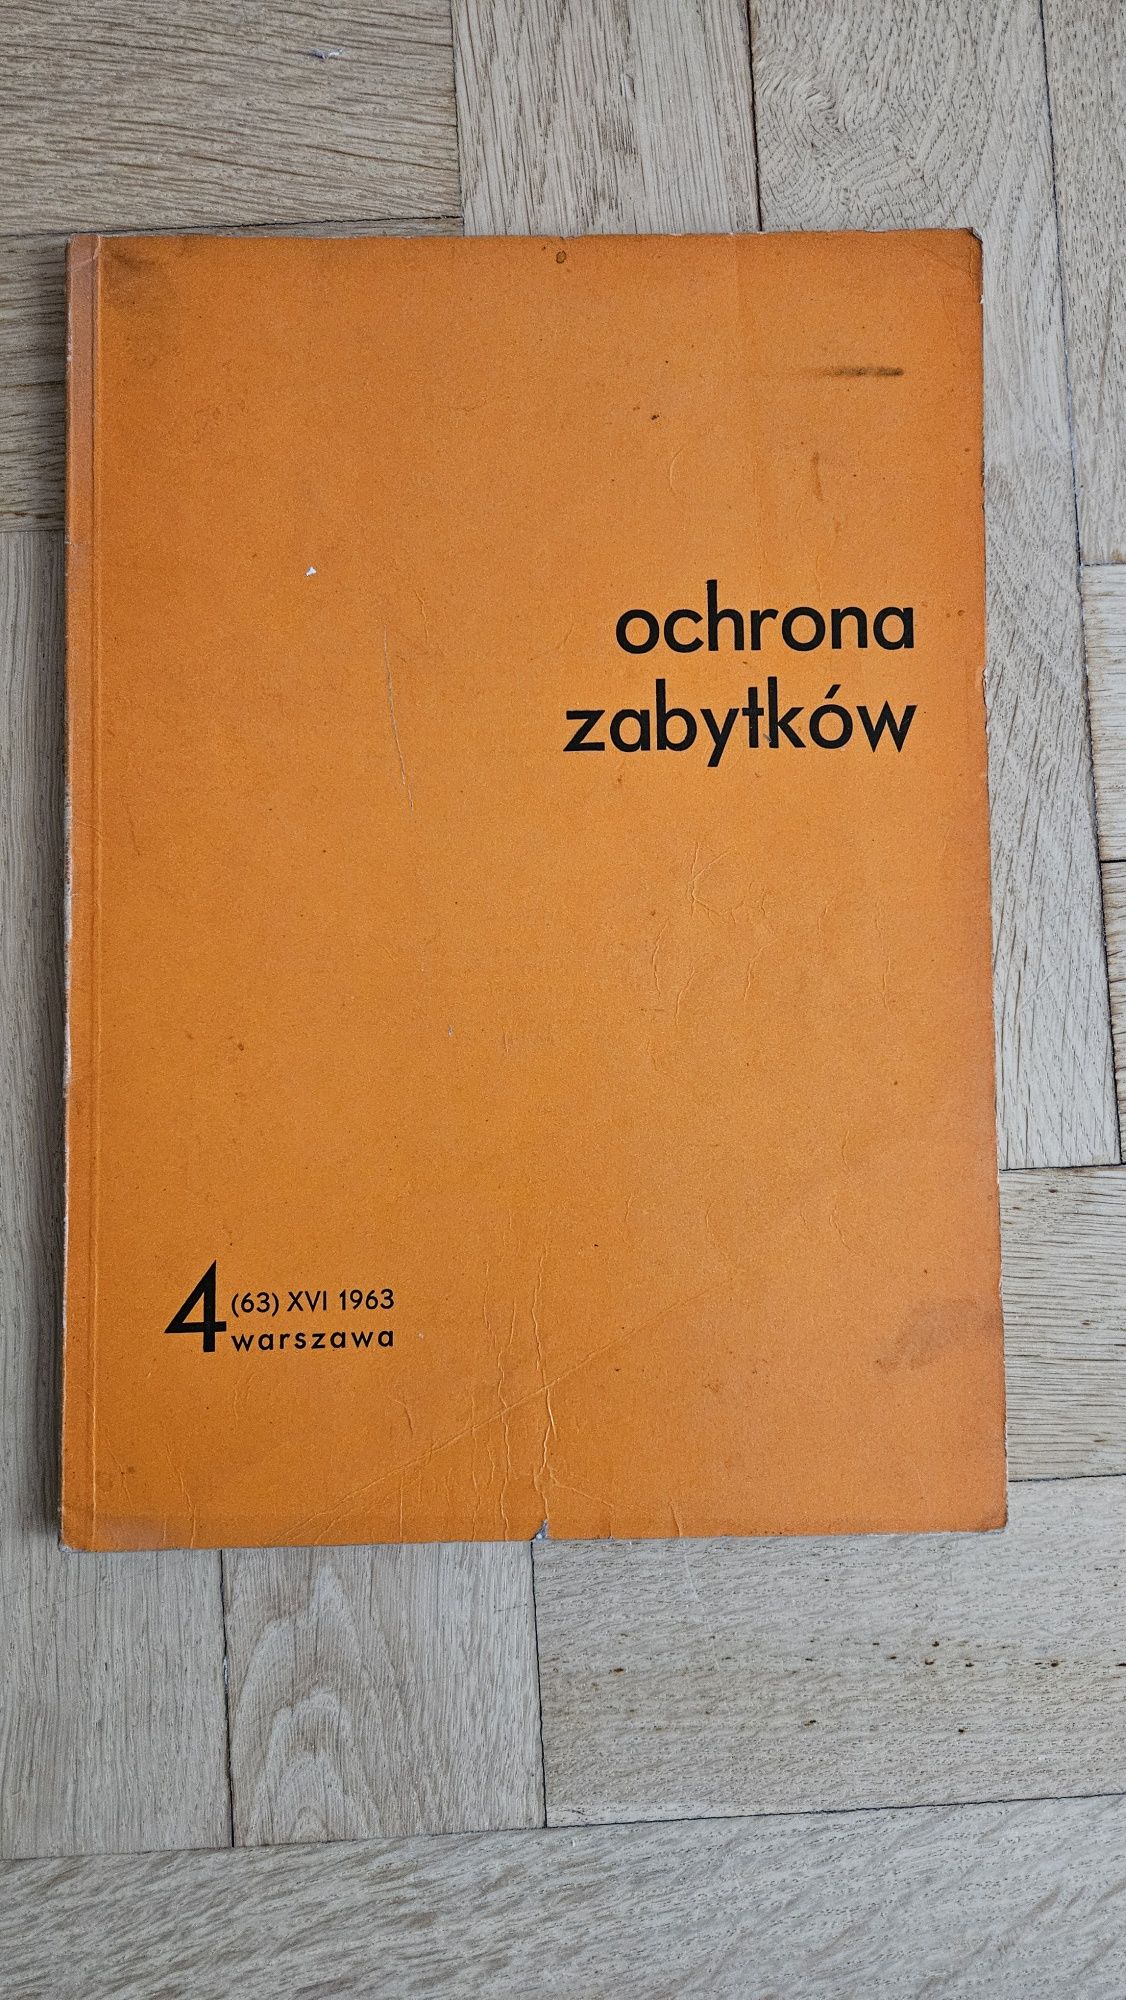 ochrona
zabytków
4 (63) XVI 1963
warszawa